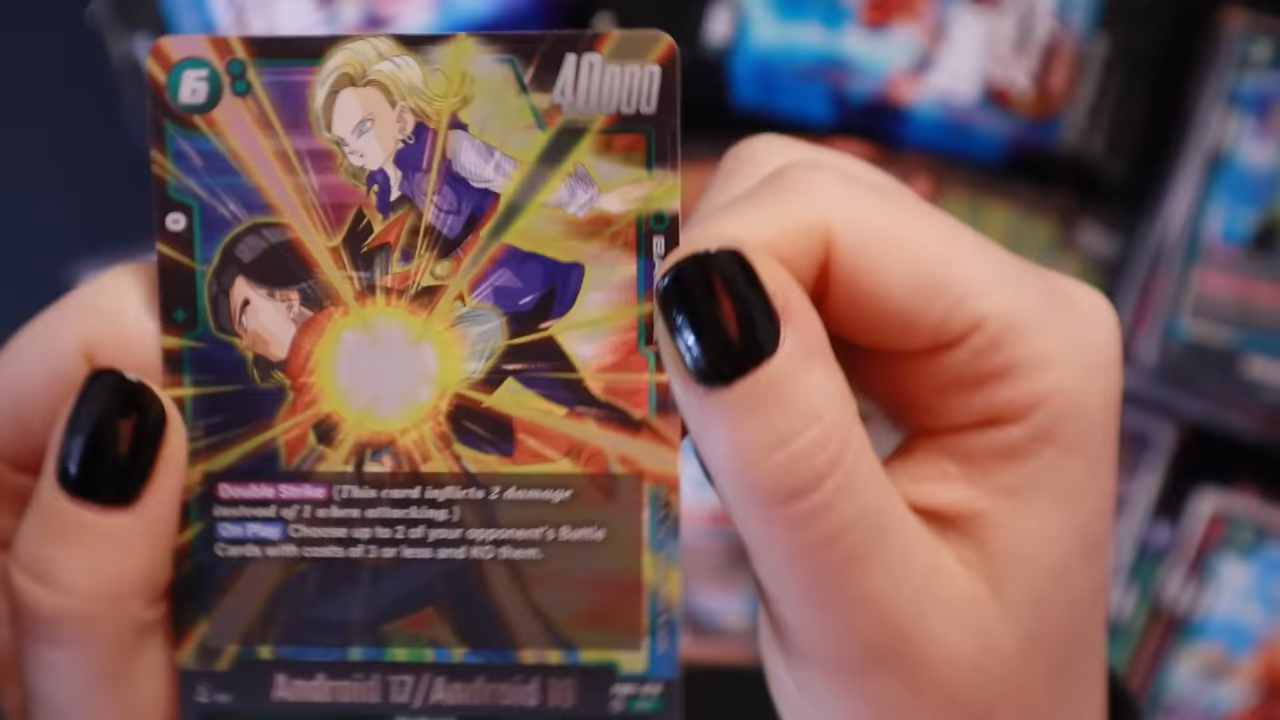 6
40000
0
Double Strike (This card inflicts 2 damage
instead of 1 when attacking.)
On Play Choose up to 2 of your opponent's Battle
Cards with costs of 3 or less and KO them.
Android 17/Android 18